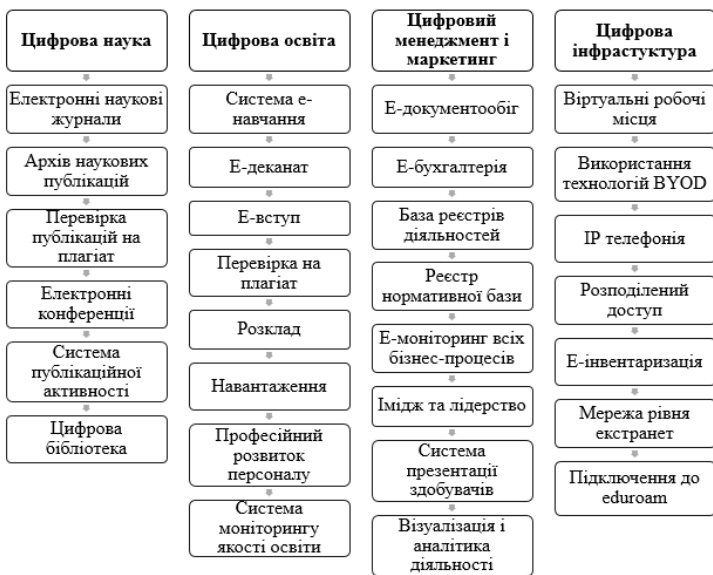 Цифрова наука
Електронні наукові
журнали
Архів наукових
публікацій
Перевірка
публікацій на
плагіат
Електронні
конференції
Система
публікаційної
активності
Цифрова
бібліотека
Цифрова освіта
Система е-
навчання
Е-деканат
Е-вступ
Перевірка на
плагіат
Розклад
Навантаження
Професійний
розвиток
персоналу
Система
моніторингу
якості освіти
Цифровий
менеджмент і
маркетинг
Е-документообіг
Е-бухгалтерія
База реєстрів
діяльностей
Реєстр
нормативної бази
Е-моніторинг всіх
бізнес-процесів
Імідж та лідерство
Система
презентації
здобувачів
Візуалізація і
аналітика
діяльності
Цифрова
інфраструктура
Віртуальні робочі
місця
Використання
технологій BYOD
IP телефонія
Розподілений
доступ
Е-інвентаризація
Мережа рівня
екстранет
Підключення до
eduroam